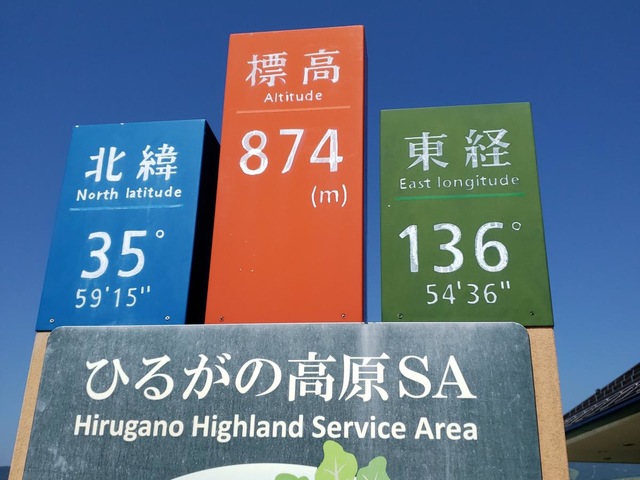 北緯
North latitude
35°
59'15"
標高
Altitude
874
(m)
東経
East longitude
136°
54'36"
ひるがの高原SA
Hirugano Highland Service Area